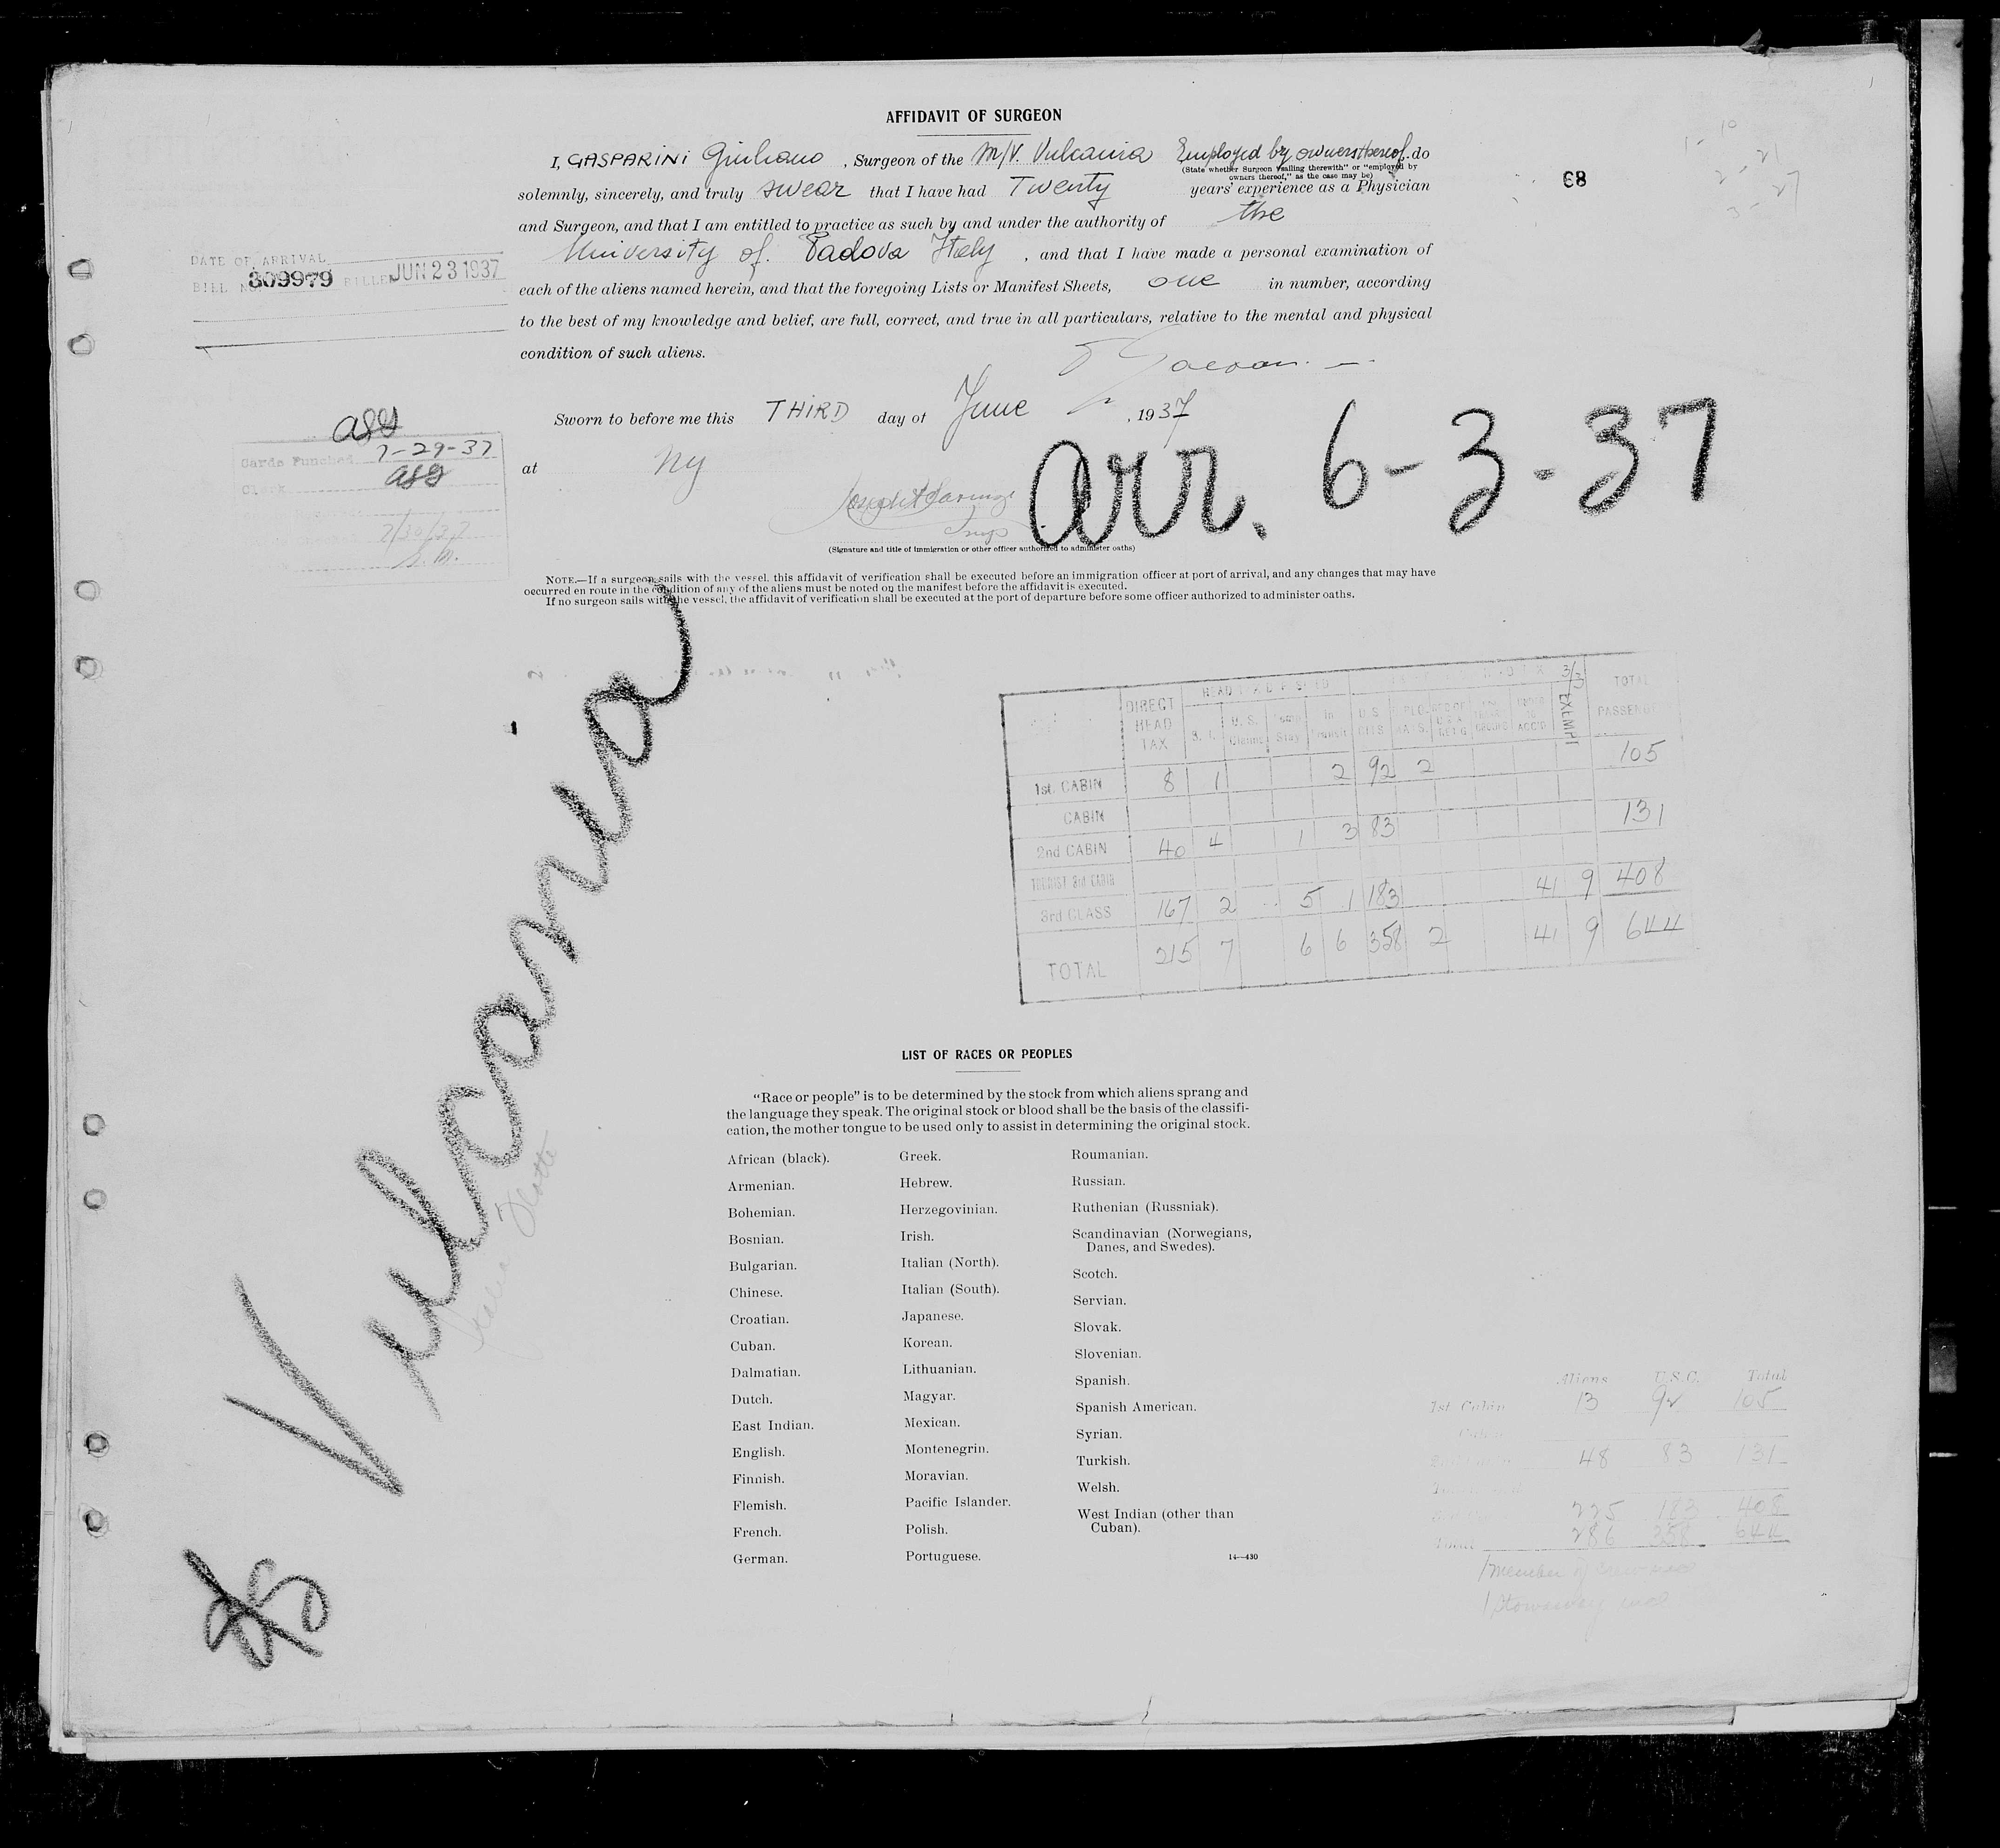 AFFIDAVIT OF SURGEON
I, GASPARINI Giuliano, Surgeon of the M/V. Vulcania Employed by owners thereof. do
(State whether Surgeon "sailing therewith" or "employed by
owners thereof," as the case may be)
68
solemnly, sincerely, and truly swear that I have had Twenty years' experience as a Physician
and Surgeon, and that I am entitled to practice as such by and under the authority of the
University of. Padova Italy, and that I have made a personal examination of
DATE OF ARRIVAL
BILL No. 309979 BILLED JUN 23 1937
each of the aliens named herein, and that the foregoing Lists or Manifest Sheets, one in number, according
to the best of my knowledge and belief, are full, correct, and true in all particulars, relative to the mental and physical
condition of such aliens.
Sworn to before me this THIRD day of June, 1937
at Ny
arr. 6-3-37
Cards Punched 7-29-37
Clerk
7/30/37
(Signature and title of immigration or other officer authorized to administer oaths)
NOTE.—If a surgeon sails with the vessel, this affidavit of verification shall be executed before an immigration officer at port of arrival, and any changes that may have
occurred en route in the condition of any of the aliens must be noted on the manifest before the affidavit is executed.
If no surgeon sails with the vessel, the affidavit of verification shall be executed at the port of departure before some officer authorized to administer oaths.
Vulcania
DIRECT HEAD TAX
U.S. CITS
EXEMPT
TOTAL PASSENG
1st CABIN 8 1 2 92 2 105
CABIN
2nd CABIN 40 4 1 3 83 131
TOURIST 3rd CABIN
3rd CLASS 167 2 5 1 183 41 9 408
TOTAL 215 7 6 6 358 2 41 9 644
LIST OF RACES OR PEOPLES
"Race or people" is to be determined by the stock from which aliens sprang and
the language they speak. The original stock or blood shall be the basis of the classifi-
cation, the mother tongue to be used only to assist in determining the original stock.
African (black).
Armenian.
Bohemian.
Bosnian.
Bulgarian.
Chinese.
Croatian.
Cuban.
Dalmatian.
Dutch.
East Indian.
English.
Finnish.
Flemish.
French.
German.
Greek.
Hebrew.
Herzegovinian.
Irish.
Italian (North).
Italian (South).
Japanese.
Korean.
Lithuanian.
Magyar.
Mexican.
Montenegrin.
Moravian.
Pacific Islander.
Polish.
Portuguese.
Roumanian.
Russian.
Ruthenian (Russniak).
Scandinavian (Norwegians,
Danes, and Swedes).
Scotch.
Servian.
Slovak.
Slovenian.
Spanish.
Spanish American.
Syrian.
Turkish.
Welsh.
West Indian (other than
Cuban).
14—430
Aliens U.S.C. Total
1st Cabin 13 92 105
Cabin
48 83 131
225 183 408
Total 286 358 644
1 member of crew
1 Stowaway